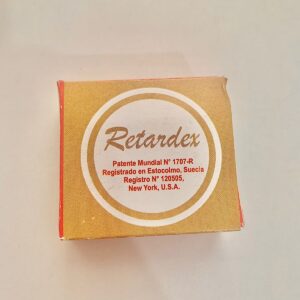 Retardex
Patente Mundial N° 1707-R
Registrado en Estocolmo, Suecia
Registro N° 120505,
New York, U.S.A.